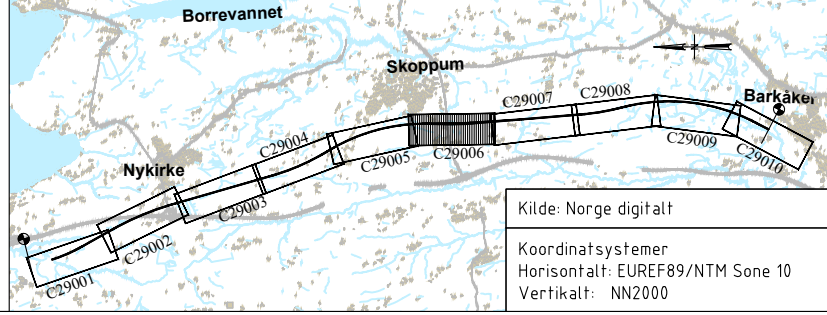 Borrevannet
Skoppum
Barkåker
Nykirke
C29001
C29002
C29003
C29004
C29005
C29006
C29007
C29008
C29009
C29010
Kilde: Norge digitalt
Koordinatsystemer
Horisontalt: EUREF89/NTM Sone 10
Vertikalt: NN2000